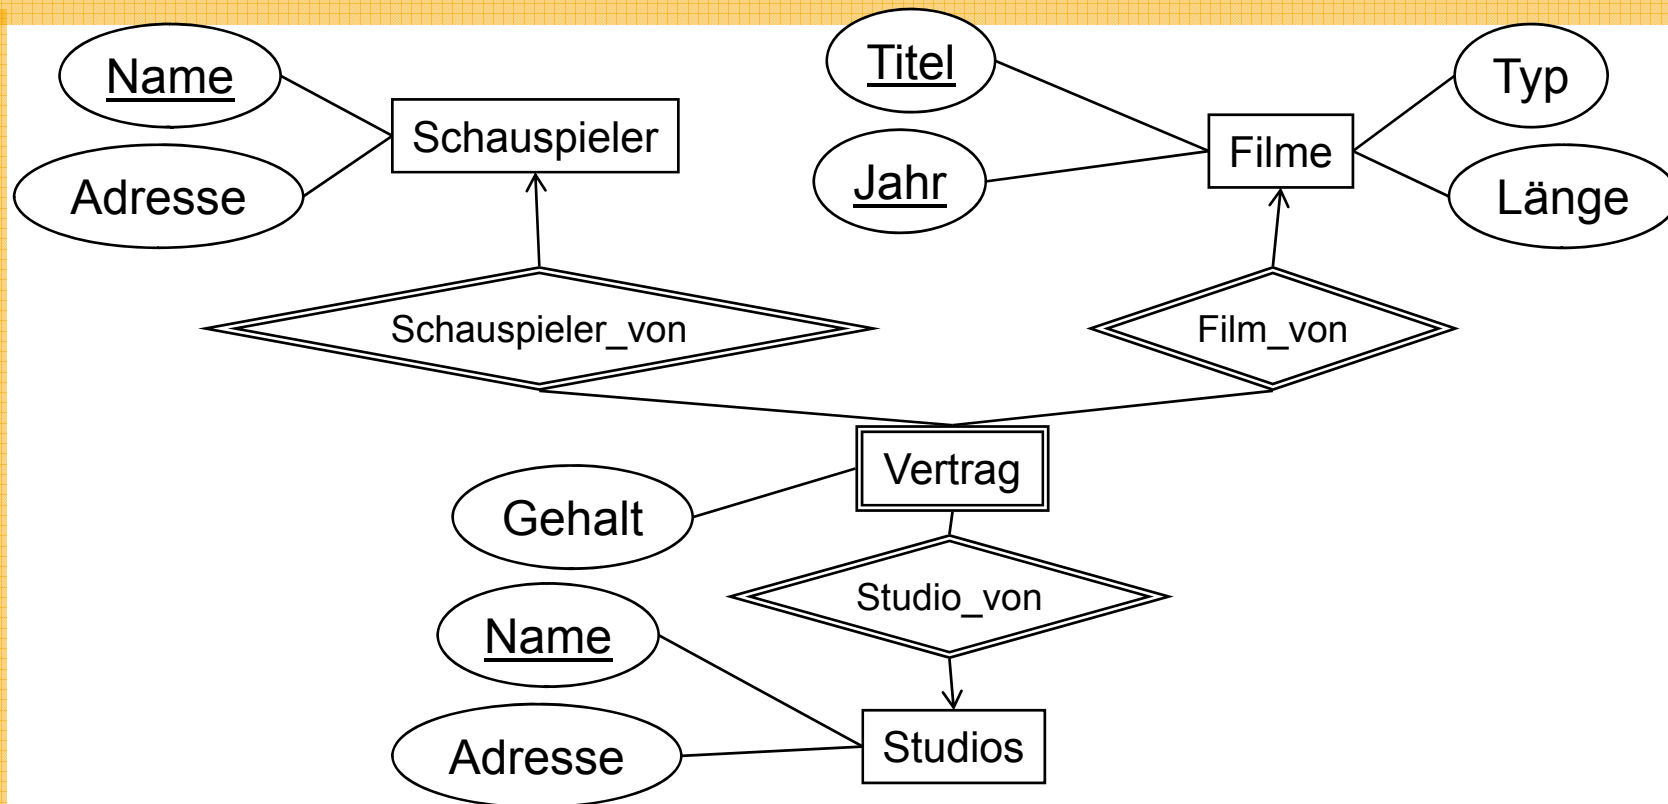 Name
Titel
Typ
Schauspieler
Filme
Jahr
Adresse
Länge
Schauspieler_von
Film_von
Vertrag
Gehalt
Studio_von
Name
Studios
Adresse